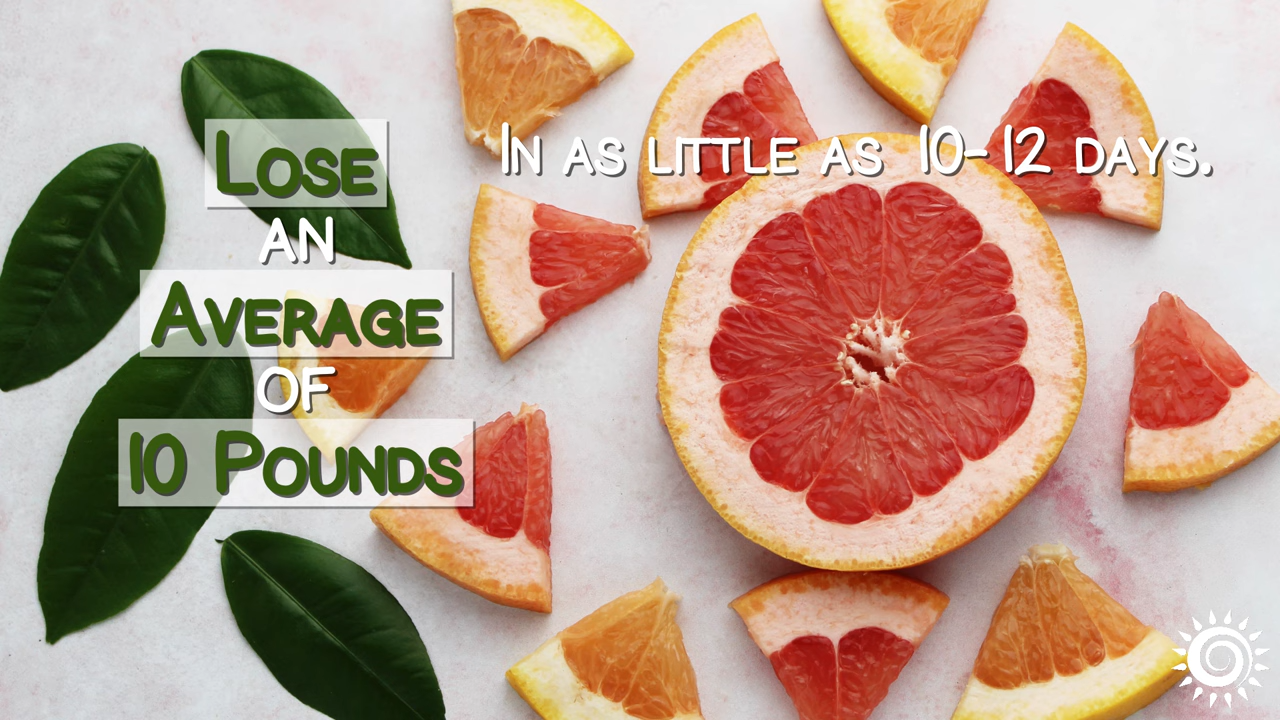 Lose
an
Average
of
10 Pounds
In as little as 10-12 days.